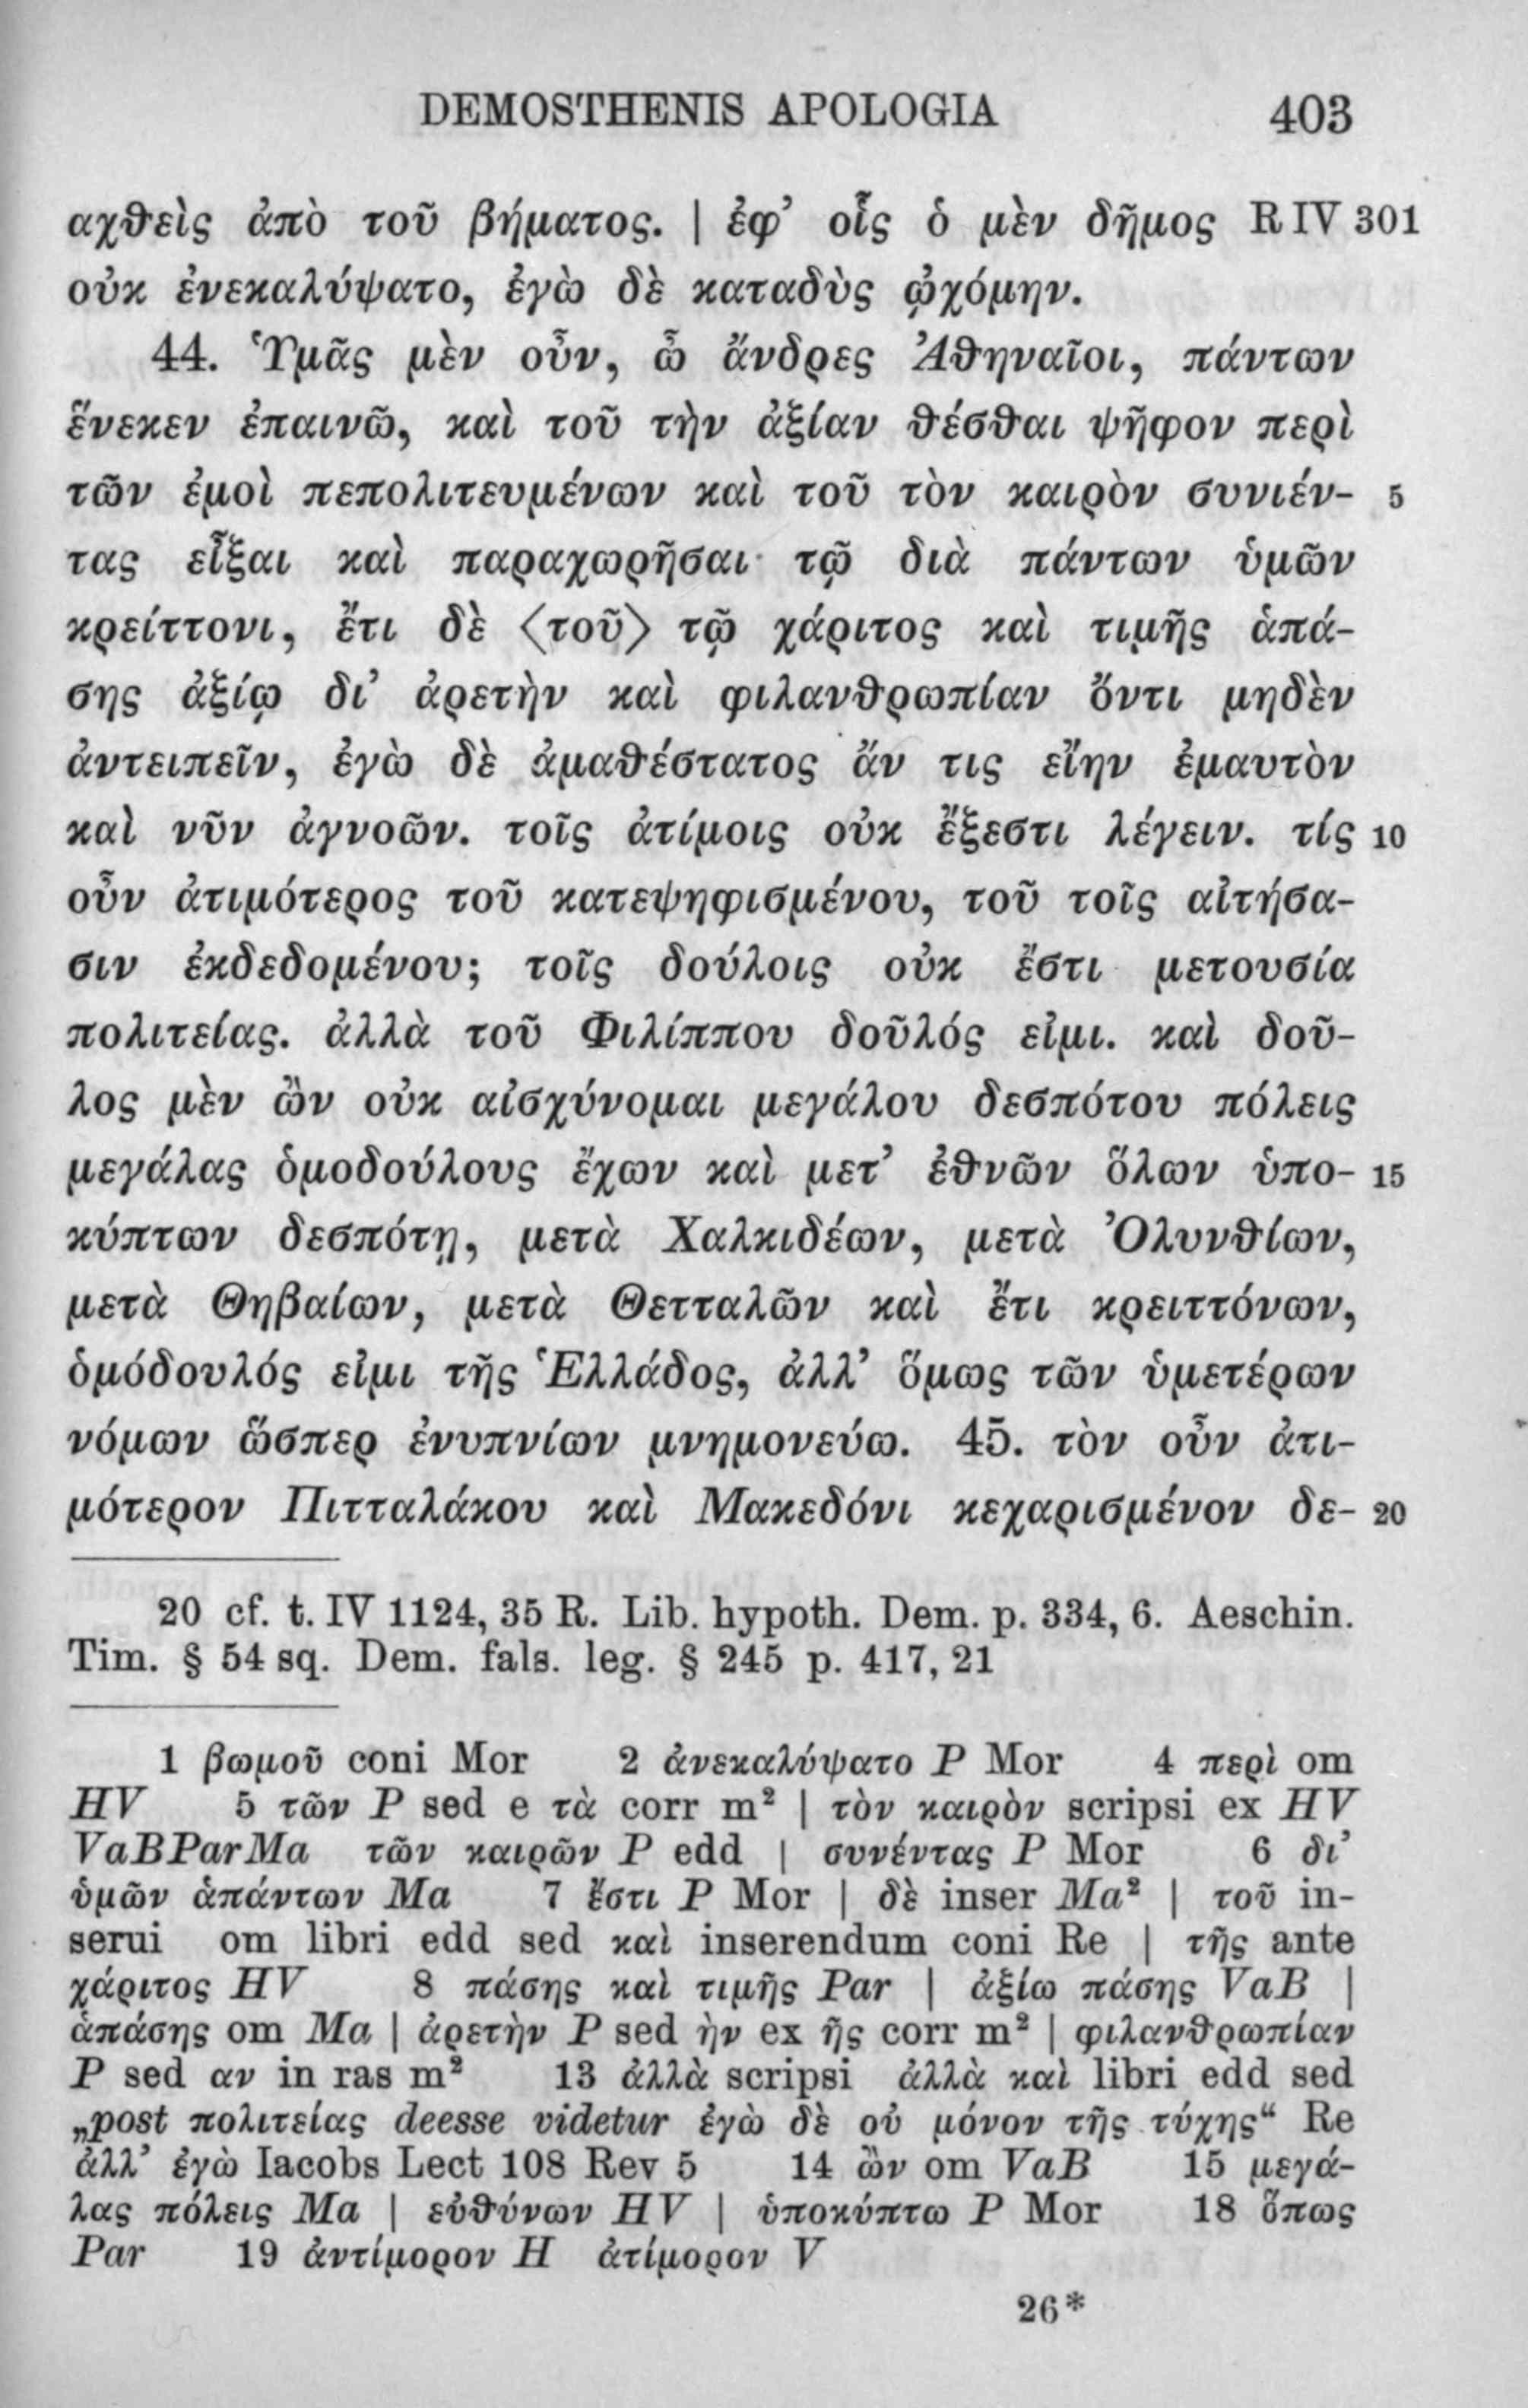 DEMOSTHENIS APOLOGIA 403
αχθεὶς ἀπὸ τοῦ βήματος. | ἐφ’ οἷς ὁ μὲν δῆμος R IV 301
οὐκ ἐνεκαλύψατο, ἐγὼ δὲ καταδὺς ᾠχόμην.
44. Ὑμᾶς μὲν οὖν, ὦ ἄνδρες Ἀθηναῖοι, πάντων
ἕνεκεν ἐπαινῶ, καὶ τοῦ τὴν ἀξίαν θέσθαι ψῆφον περὶ
τῶν ἐμοὶ πεπολιτευμένων καὶ τοῦ τὸν καιρὸν συνιέν- 5
τας εἶξαι καὶ παραχωρῆσαι τῷ διὰ πάντων ὑμῶν
κρείττονι, ἔτι δὲ ⟨τοῦ⟩ τῷ χάριτος καὶ τιμῆς ἁπά-
σης ἀξίῳ δι’ ἀρετὴν καὶ φιλανθρωπίαν ὄντι μηδὲν
ἀντειπεῖν, ἐγὼ δὲ ἀμαθέστατος ἄν τις εἴην ἐμαυτὸν
καὶ νῦν ἀγνοῶν. τοῖς ἀτίμοις οὐκ ἔξεστι λέγειν. τίς 10
οὖν ἀτιμότερος τοῦ κατεψηφισμένου, τοῦ τοῖς αἰτήσα-
σιν ἐκδεδομένου; τοῖς δούλοις οὐκ ἔστι μετουσία
πολιτείας. ἀλλὰ τοῦ Φιλίππου δοῦλός εἰμι. καὶ δοῦ-
λος μὲν ὢν οὐκ αἰσχύνομαι μεγάλου δεσπότου πόλεις
μεγάλας ὁμοδούλους ἔχων καὶ μετ’ ἐθνῶν ὅλων ὑπο- 15
κύπτων δεσπότῃ, μετὰ Χαλκιδέων, μετὰ Ὀλυνθίων,
μετὰ Θηβαίων, μετὰ Θετταλῶν καὶ ἔτι κρειττόνων,
ὁμόδουλός εἰμι τῆς Ἑλλάδος, ἀλλ’ ὅμως τῶν ὑμετέρων
νόμων ὥσπερ ἐνυπνίων μνημονεύω. 45. τὸν οὖν ἀτι-
μότερον Πιτταλάκου καὶ Μακεδόνι κεχαρισμένον δε- 20
20 cf. t. IV 1124, 35 R. Lib. hypoth. Dem. p. 334, 6. Aeschin.
Tim. § 54 sq. Dem. fals. leg. § 245 p. 417, 21
1 βωμοῦ coni Mor 2 ἀνεκαλύψατο P Mor 4 περὶ om
HV 5 τῶν P sed e τὰ corr m² | τὸν καιρὸν scripsi ex HV
VaBParMa τῶν καιρῶν P edd | συνέντας P Mor 6 δι’
ὑμῶν ἁπάντων Ma 7 ἔστι P Mor | δὲ inser Ma² | τοῦ in-
serui om libri edd sed καὶ inserendum coni Re | τῆς ante
χάριτος HV 8 πάσης καὶ τιμῆς Par | ἀξίω πάσης VaB |
ἁπάσης om Ma | ἀρετὴν P sed ὴν ex ῆς corr m² | φιλανθρωπίαν
P sed αν in ras m² 13 ἀλλὰ scripsi ἀλλὰ καὶ libri edd sed
„post πολιτείας deesse videtur ἐγὼ δὲ οὐ μόνον τῆς τύχης“ Re
ἀλλ’ ἐγὼ Iacobs Lect 108 Rev 5 14 ὢν om VaB 15 μεγά-
λας πόλεις Ma | εὐθύνων HV | ὑποκύπτω P Mor 18 ὅπως
Par 19 ἀντίμορον H ἀτίμορον V
26*